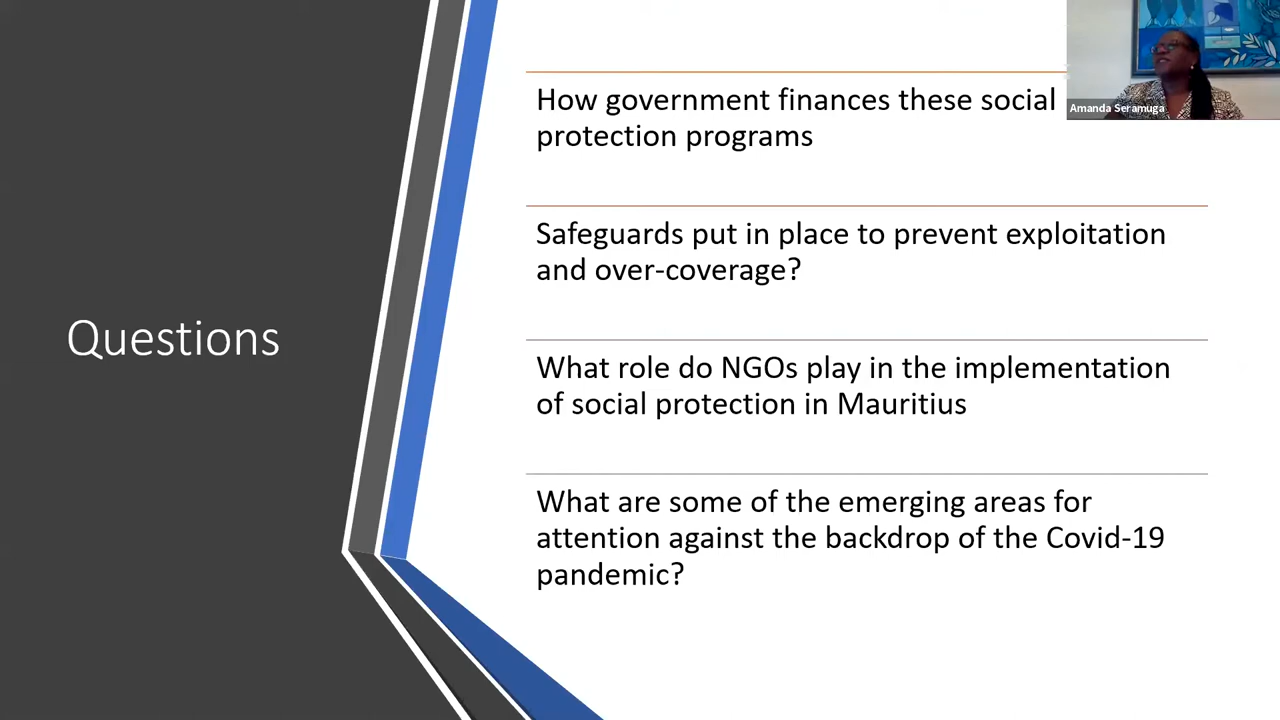 Questions
How government finances these social
protection programs
Safeguards put in place to prevent exploitation
and over-coverage?
What role do NGOs play in the implementation
of social protection in Mauritius
What are some of the emerging areas for
attention against the backdrop of the Covid-19
pandemic?
Amanda Seramuga